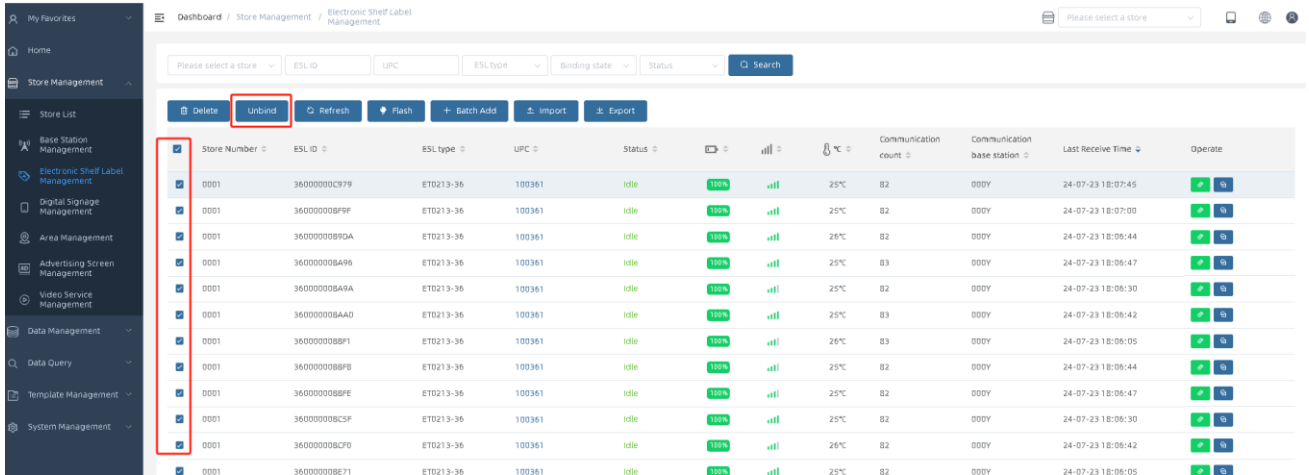 My Favorites
Dashboard / Store Management / Electronic Shelf Label Management
Please select a store
Home
Please select a store ESL ID UPC ESL type Binding state Status Search
Store Management
Store List
Delete Unbind Refresh Flash + Batch Add Import Export
Base Station Management
Store Number ESL ID ESL type UPC Status ℃ Communication count Communication base station Last Receive Time Operate
Electronic Shelf Label Management
0001 36000000C979 ET0213-36 100361 Idle 100% 25℃ 82 000Y 24-07-23 18:07:45
Digital Signage Management
0001 360000008F9F ET0213-36 100361 Idle 100% 25℃ 82 000Y 24-07-23 18:07:00
Area Management
0001 3600000089DA ET0213-36 100361 Idle 100% 26℃ 82 000Y 24-07-23 18:06:44
AD Advertising Screen Management
0001 36000000BA96 ET0213-36 100361 Idle 100% 25℃ 83 000Y 24-07-23 18:06:47
Video Service Management
0001 36000000BA9A ET0213-36 100361 Idle 100% 25℃ 82 000Y 24-07-23 18:06:30
0001 36000000BAA0 ET0213-36 100361 Idle 100% 25℃ 83 000Y 24-07-23 18:06:42
Data Management
0001 36000000BBF1 ET0213-36 100361 Idle 100% 26℃ 83 000Y 24-07-23 18:06:05
Data Query
0001 36000000BBFB ET0213-36 100361 Idle 100% 25℃ 82 000Y 24-07-23 18:06:44
Template Management
0001 36000000BBFE ET0213-36 100361 Idle 100% 25℃ 82 000Y 24-07-23 18:06:47
0001 36000000BC5F ET0213-36 100361 Idle 100% 25℃ 82 000Y 24-07-23 18:06:30
System Management
0001 36000000BCF0 ET0213-36 100361 Idle 100% 26℃ 82 000Y 24-07-23 18:06:42
0001 36000000BE71 ET0213-36 100361 Idle 100% 25℃ 82 000Y 24-07-23 18:06:05